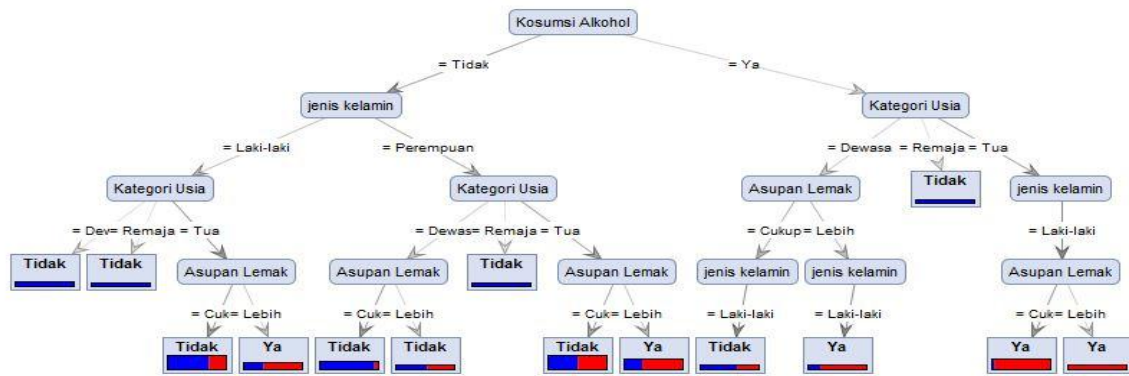 Kosumsi Alkohol
= Tidak = Ya
jenis kelamin Kategori Usia
= Laki-laki = Perempuan = Dewasa = Remaja = Tua
Kategori Usia Kategori Usia Asupan Lemak Tidak jenis kelamin
= Dev= Remaja = Tua = Dewas= Remaja = Tua = Cukup= Lebih = Laki-laki
Tidak Tidak Asupan Lemak Asupan Lemak Tidak Asupan Lemak jenis kelamin jenis kelamin Asupan Lemak
= Cuk= Lebih = Cuk= Lebih = Cuk= Lebih = Laki-laki = Laki-laki = Cuk= Lebih
Tidak Ya Tidak Tidak Tidak Ya Tidak Ya Ya Ya